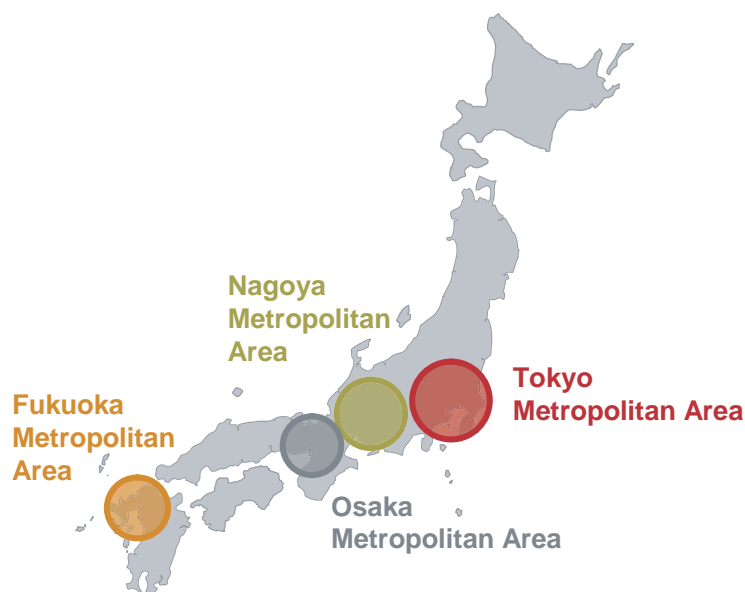 Nagoya
Metropolitan
Area
Tokyo
Metropolitan Area
Fukuoka
Metropolitan
Area
Osaka
Metropolitan Area